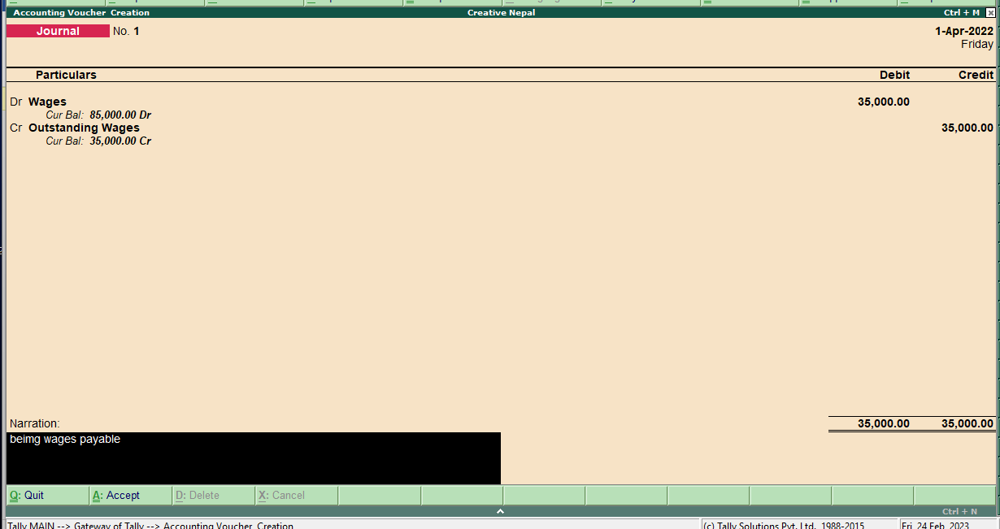 Accounting Voucher Creation Creative Nepal Ctrl + M
Journal No. 1 1-Apr-2022
Friday
Particulars Debit Credit
Dr Wages 35,000.00
Cur Bal: 85,000.00 Dr
Cr Outstanding Wages 35,000.00
Cur Bal: 35,000.00 Cr
Narration: 35,000.00 35,000.00
beimg wages payable
Q: Quit A: Accept D: Delete X: Cancel
Ctrl + N
Tally MAIN --> Gateway of Tally --> Accounting Voucher Creation (c) Tally Solutions Pvt. Ltd., 1988-2015 Fri, 24 Feb, 2023